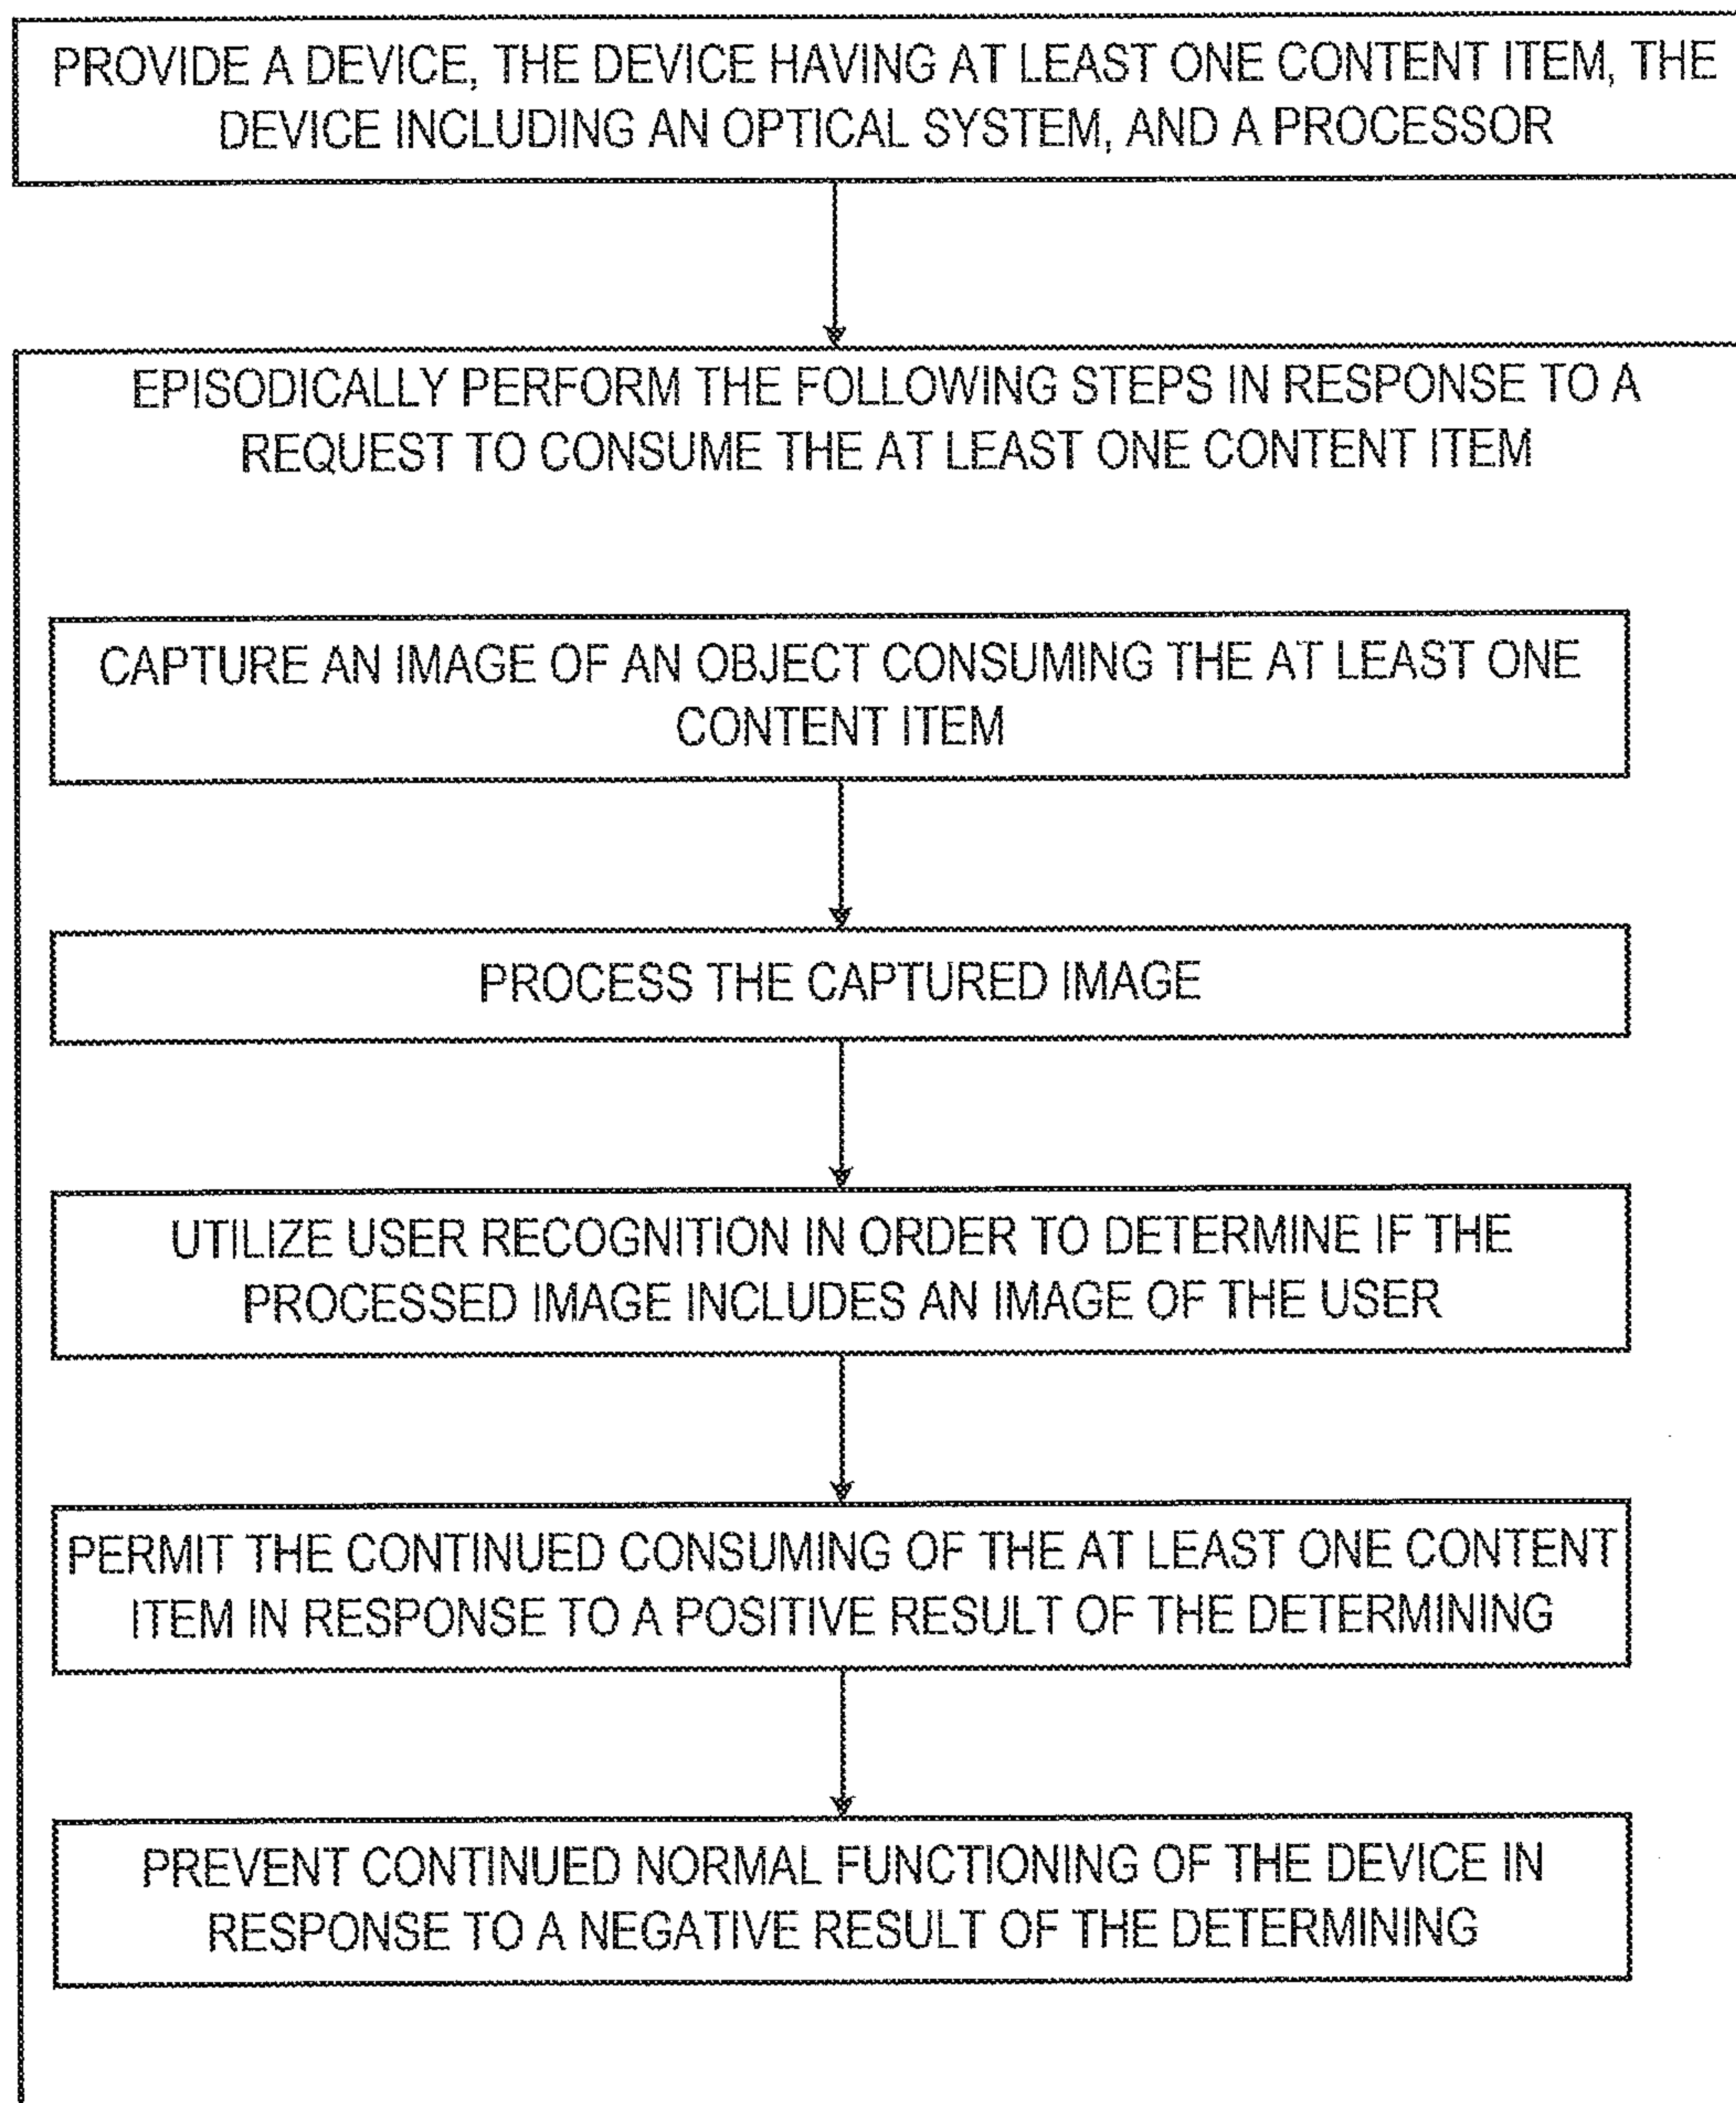 PROVIDE A DEVICE, THE DEVICE HAVING AT LEAST ONE CONTENT ITEM, THE
DEVICE INCLUDING AN OPTICAL SYSTEM, AND A PROCESSOR
EPISODICALLY PERFORM THE FOLLOWING STEPS IN RESPONSE TO A
REQUEST TO CONSUME THE AT LEAST ONE CONTENT ITEM
CAPTURE AN IMAGE OF AN OBJECT CONSUMING THE AT LEAST ONE
CONTENT ITEM
PROCESS THE CAPTURED IMAGE
UTILIZE USER RECOGNITION IN ORDER TO DETERMINE IF THE
PROCESSED IMAGE INCLUDES AN IMAGE OF THE USER
PERMIT THE CONTINUED CONSUMING OF THE AT LEAST ONE CONTENT
ITEM IN RESPONSE TO A POSITIVE RESULT OF THE DETERMINING
PREVENT CONTINUED NORMAL FUNCTIONING OF THE DEVICE IN
RESPONSE TO A NEGATIVE RESULT OF THE DETERMINING